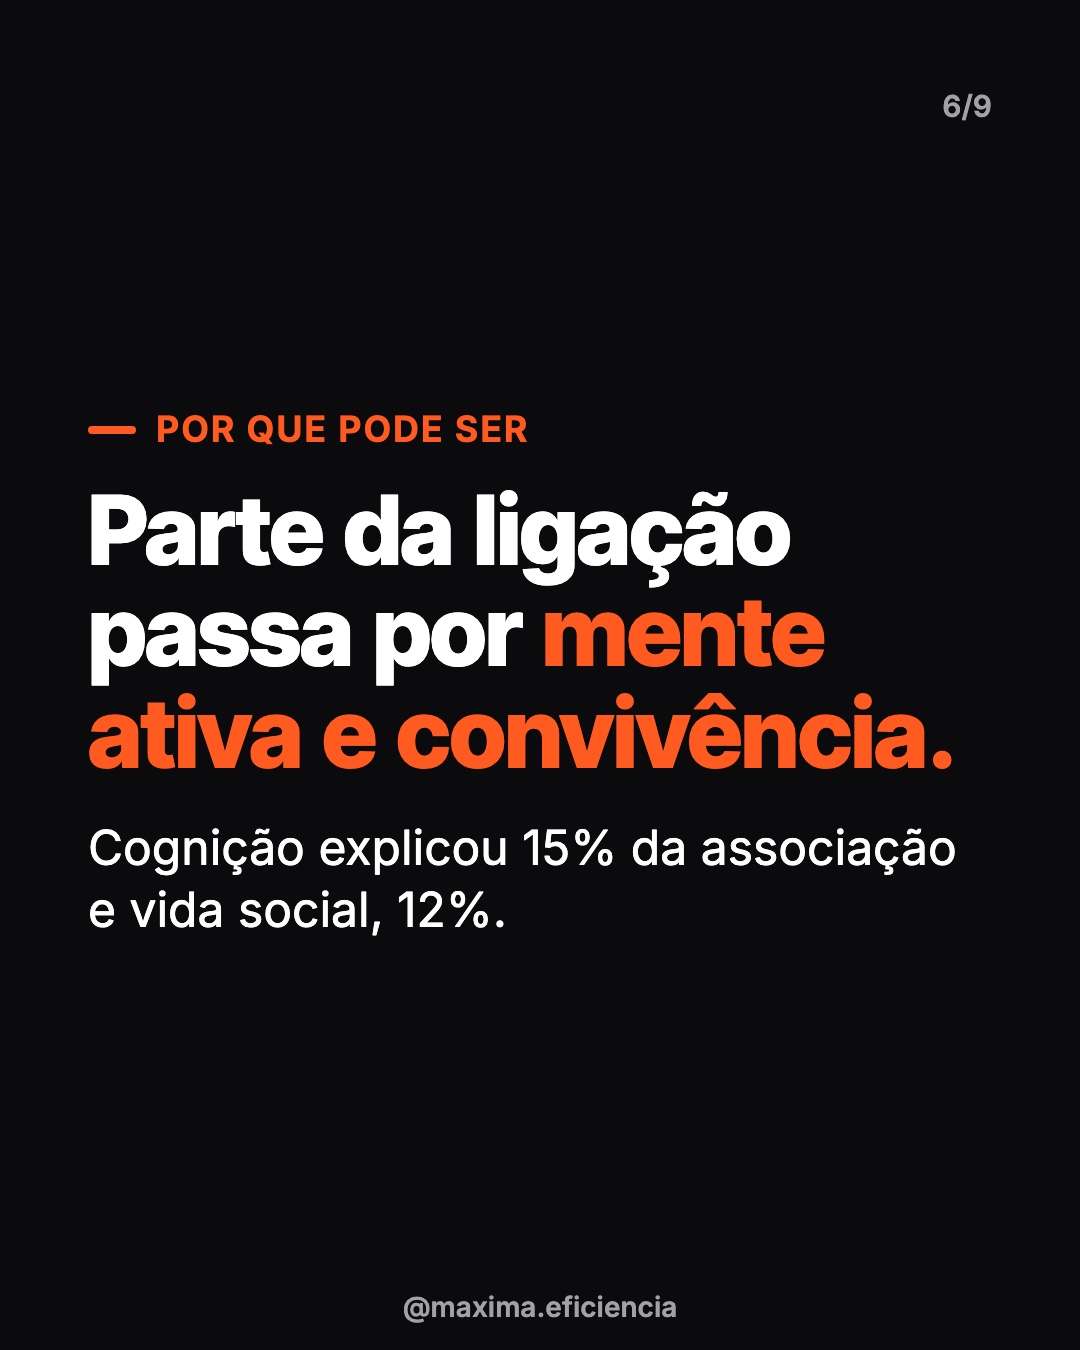 6/9
POR QUE PODE SER
Parte da ligação
passa por mente
ativa e convivência.
Cognição explicou 15% da associação
e vida social, 12%.
@maxima.eficiencia